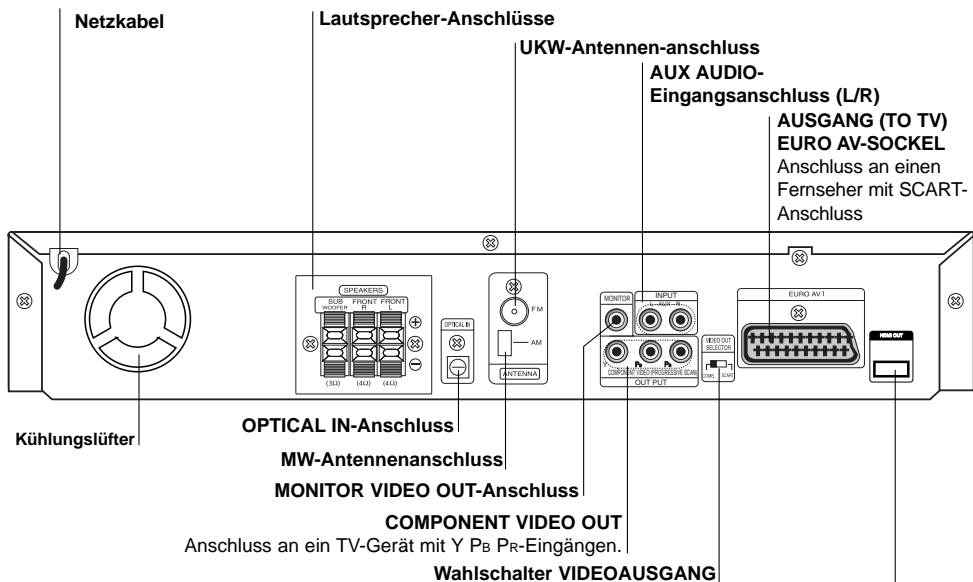 Netzkabel
Lautsprecher-Anschlüsse
UKW-Antennen-anschluss
AUX AUDIO-
Eingangsanschluss (L/R)
AUSGANG (TO TV)
EURO AV-SOCKEL
Anschluss an einen
Fernseher mit SCART-
Anschluss
SPEAKERS
SUB
WOOFER
FRONT
R
FRONT
L
(3Ω)
(4Ω)
(4Ω)
OPTICAL IN
FM
AM
ANTENNA
MONITOR
INPUT
L - AUX - R
Y
PB
PR
COMPONENT VIDEO (PROGRESSIVE SCAN)
OUT PUT
VIDEO OUT
SELECTOR
COMP.
SCART
EURO AV1
HDMI OUT
Kühlungslüfter
OPTICAL IN-Anschluss
MW-Antennenanschluss
MONITOR VIDEO OUT-Anschluss
COMPONENT VIDEO OUT
Anschluss an ein TV-Gerät mit Y PB PR-Eingängen.
Wahlschalter VIDEOAUSGANG